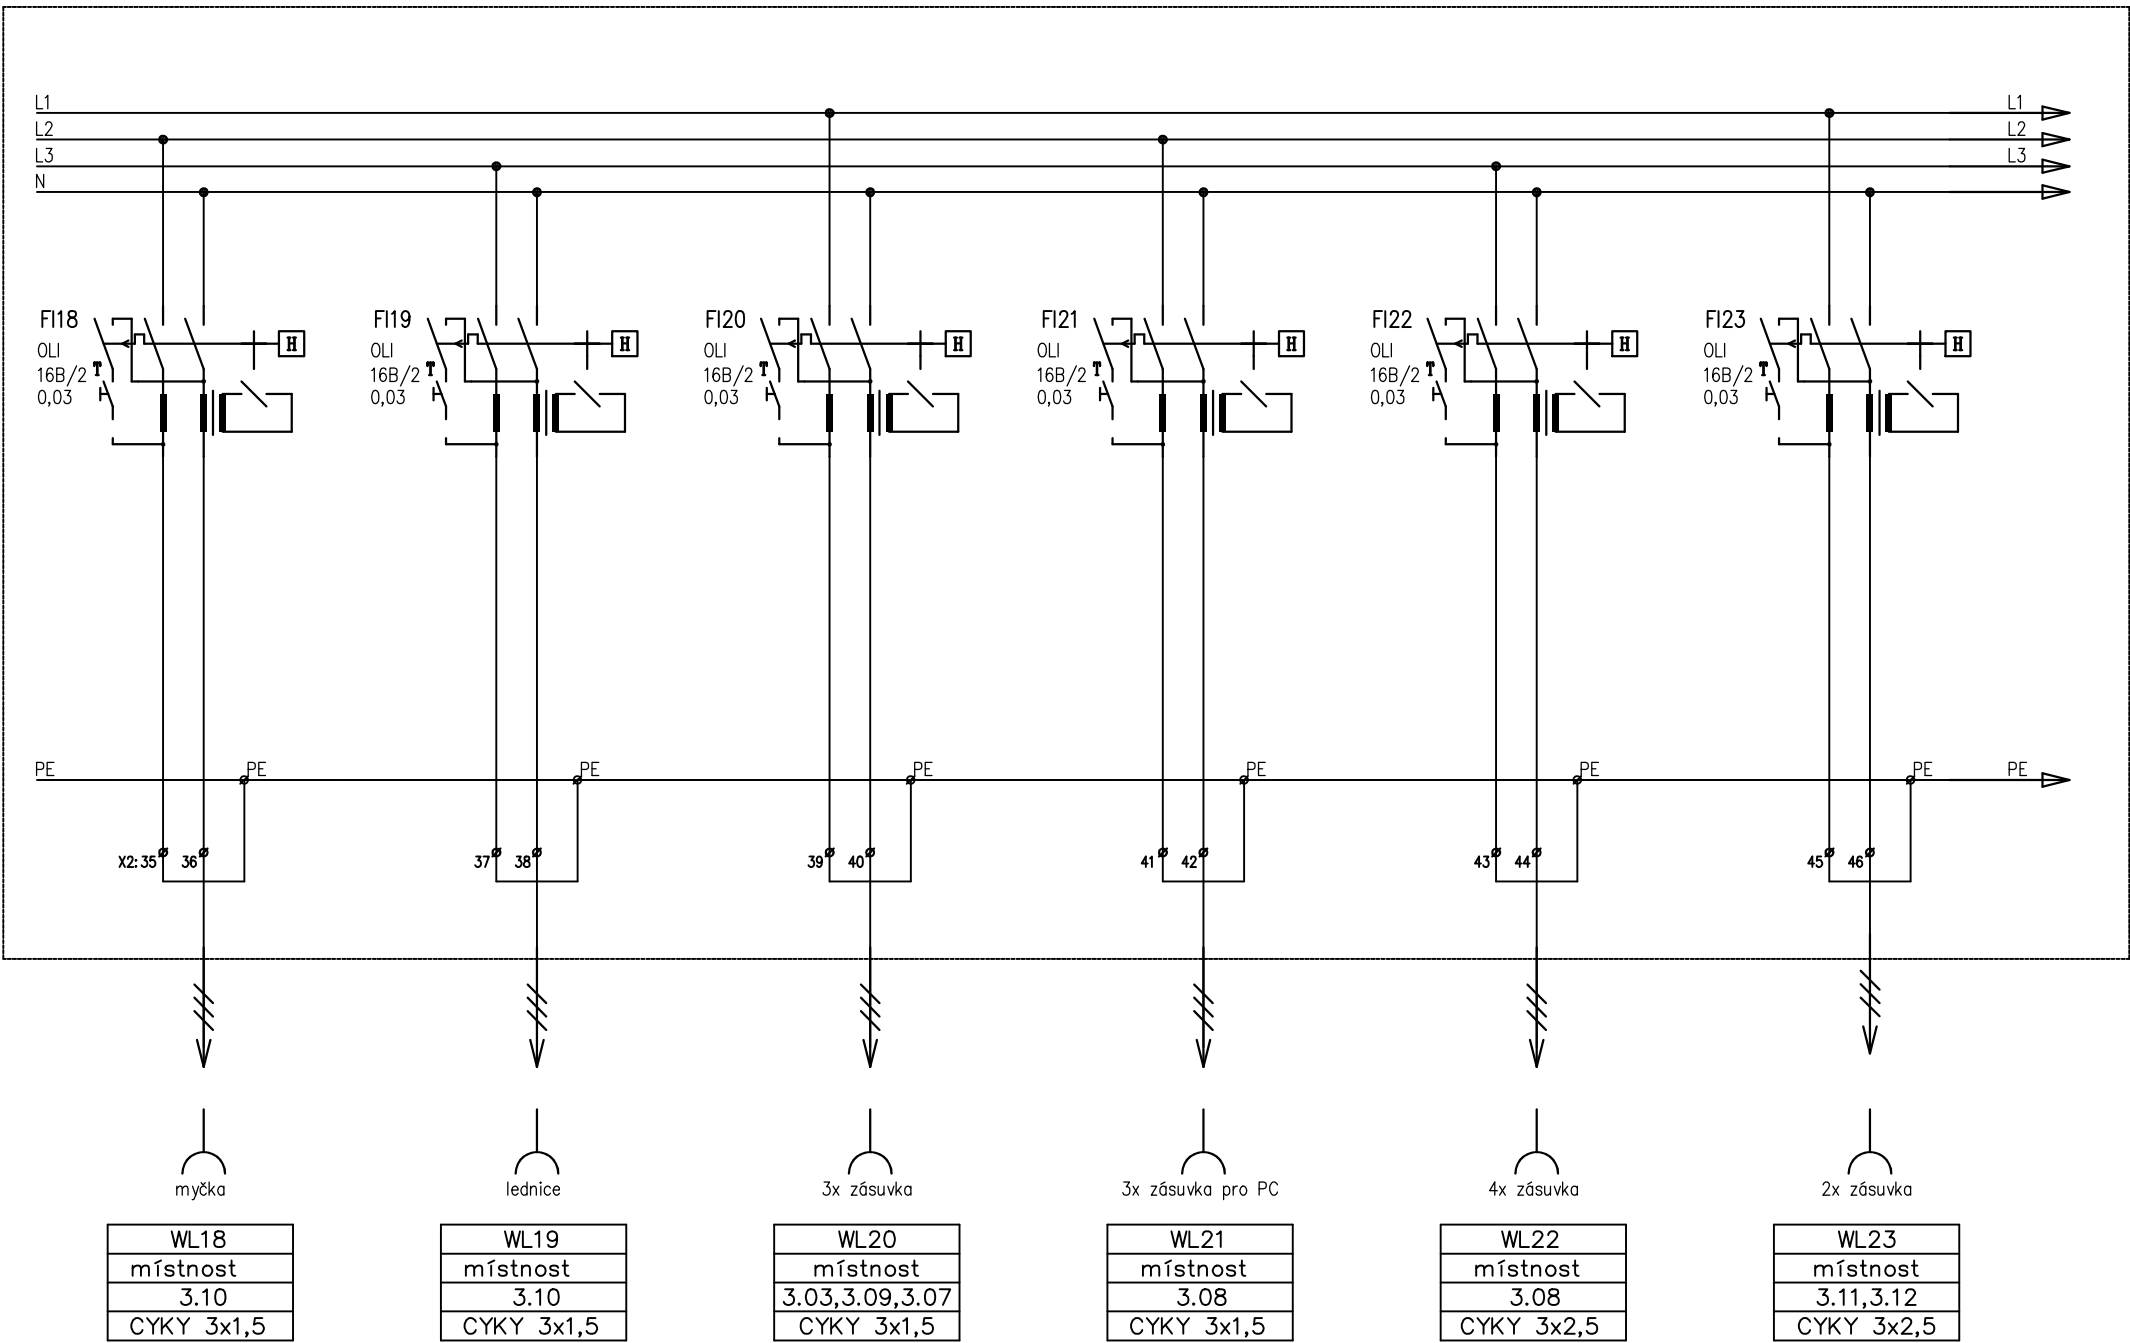 L1 L1
L2 L2
L3 L3
N
FI18 FI19 FI20 FI21 FI22 FI23
H H H H H H
OLI OLI OLI OLI OLI OLI
16B/2 T 16B/2 T 16B/2 T 16B/2 T 16B/2 T 16B/2 T
0,03 0,03 0,03 0,03 0,03 0,03
PE PE PE PE PE PE PE PE
X2: 35 36 37 38 39 40 41 42 43 44 45 46
myčka lednice 3x zásuvka 3x zásuvka pro PC 4x zásuvka 2x zásuvka
WL18 WL19 WL20 WL21 WL22 WL23
místnost místnost místnost místnost místnost místnost
3.10 3.10 3.03,3.09,3.07 3.08 3.08 3.11,3.12
CYKY 3x1,5 CYKY 3x1,5 CYKY 3x1,5 CYKY 3x1,5 CYKY 3x2,5 CYKY 3x2,5